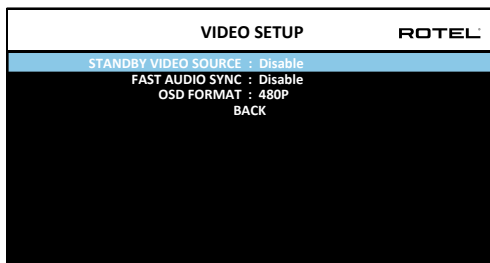 VIDEO SETUP ROTEL
STANDBY VIDEO SOURCE : Disable
FAST AUDIO SYNC : Disable
OSD FORMAT : 480P
BACK